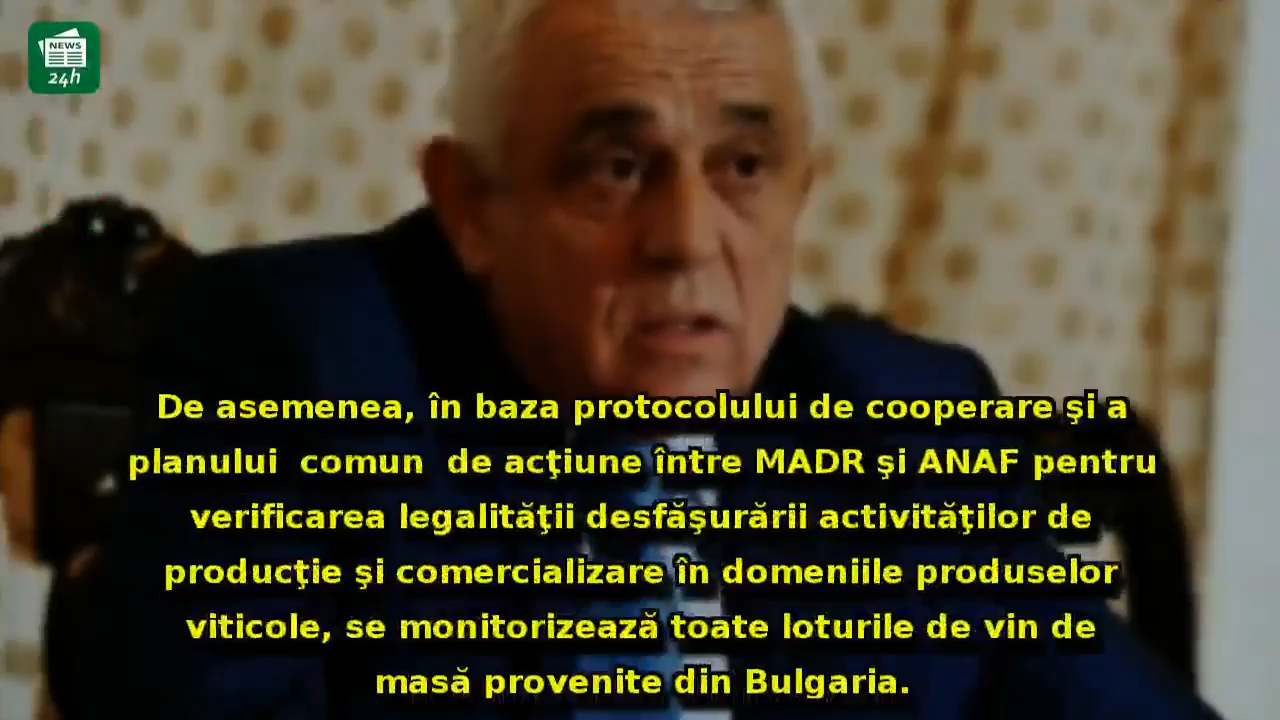 NEWS
24h
De asemenea, în baza protocolului de cooperare şi a
planului comun de acţiune între MADR şi ANAF pentru
verificarea legalităţii desfăşurării activităţilor de
producţie şi comercializare în domeniile produselor
viticole, se monitorizează toate loturile de vin de
masă provenite din Bulgaria.